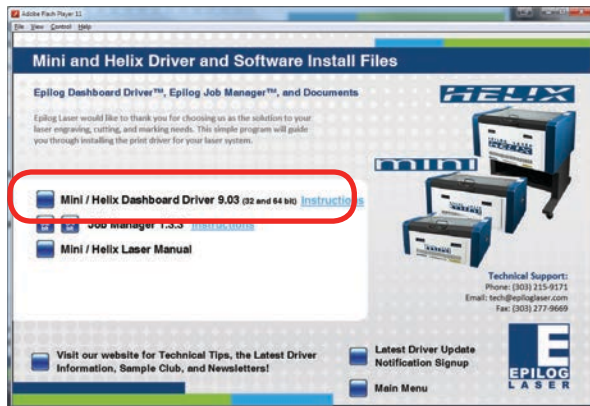 Adobe Flash Player 11
File View Control Help
Mini and Helix Driver and Software Install Files
Epilog Dashboard Driver™, Epilog Job Manager™, and Documents
HELIX
Epilog Laser would like to thank you for choosing us as the solution to your
laser engraving, cutting, and marking needs. This simple program will guide
you through installing the print driver for your laser system.
mini
Mini / Helix Dashboard Driver 9.03 (32 and 64 bit) Instructions
Job Manager 1.3.3 Instructions
Mini / Helix Laser Manual
Technical Support:
Phone: (303) 215-9171
Email: tech@epiloglaser.com
Fax: (303) 277-9669
Visit our website for Technical Tips, the Latest Driver
Information, Sample Club, and Newsletters!
Latest Driver Update
Notification Signup
Main Menu
EPILOG
LASER